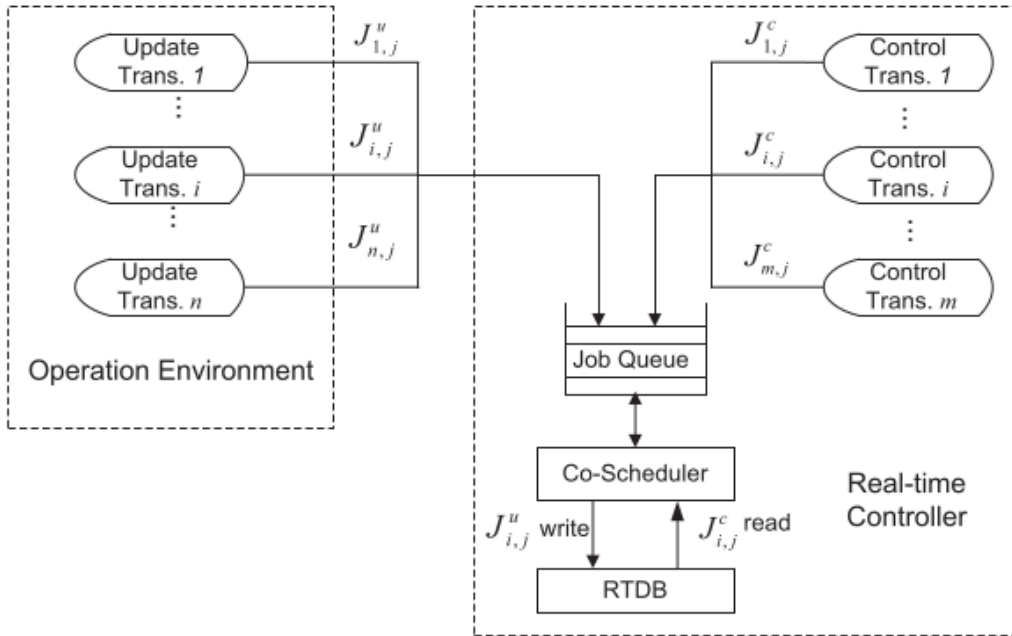 Update
Trans. 1
J^u_{1,j}
Update
Trans. i
J^u_{i,j}
Update
Trans. n
J^u_{n,j}
Operation Environment
J^c_{1,j}
Control
Trans. 1
J^c_{i,j}
Control
Trans. i
J^c_{m,j}
Control
Trans. m
Job Queue
Co-Scheduler
J^u_{i,j} write
J^c_{i,j} read
RTDB
Real-time
Controller